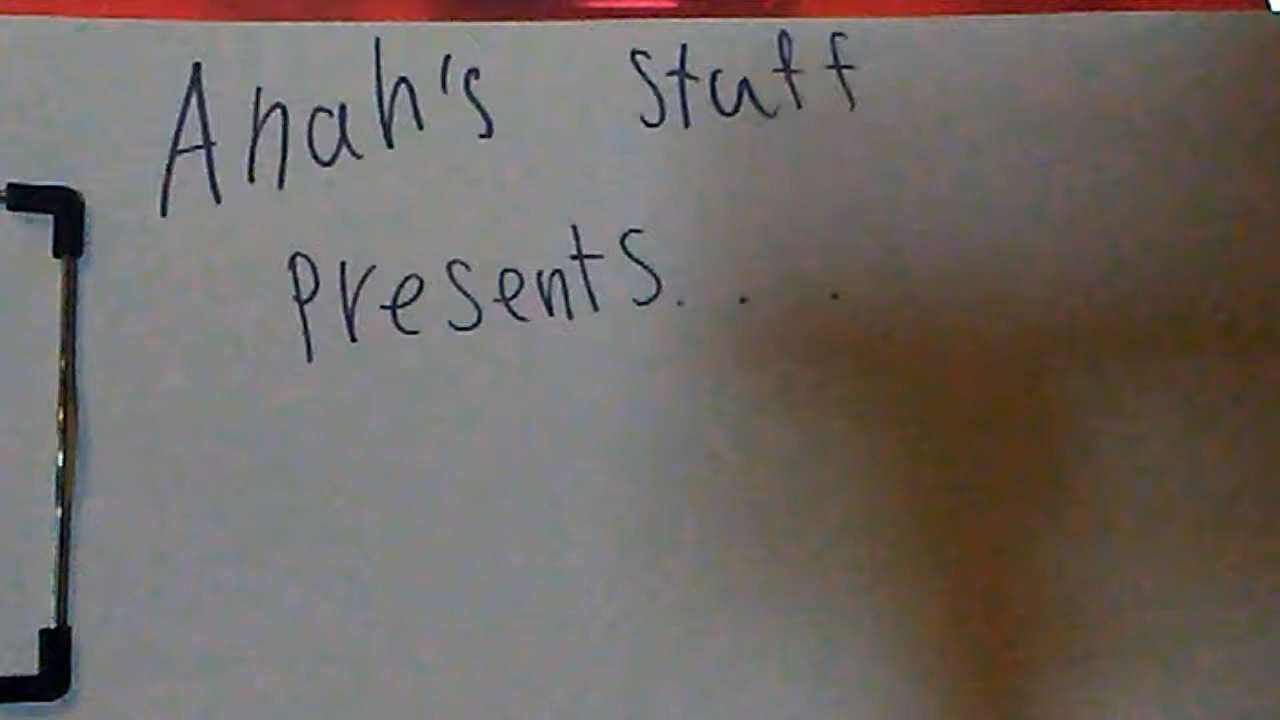 Anah's stuff
presents. . .